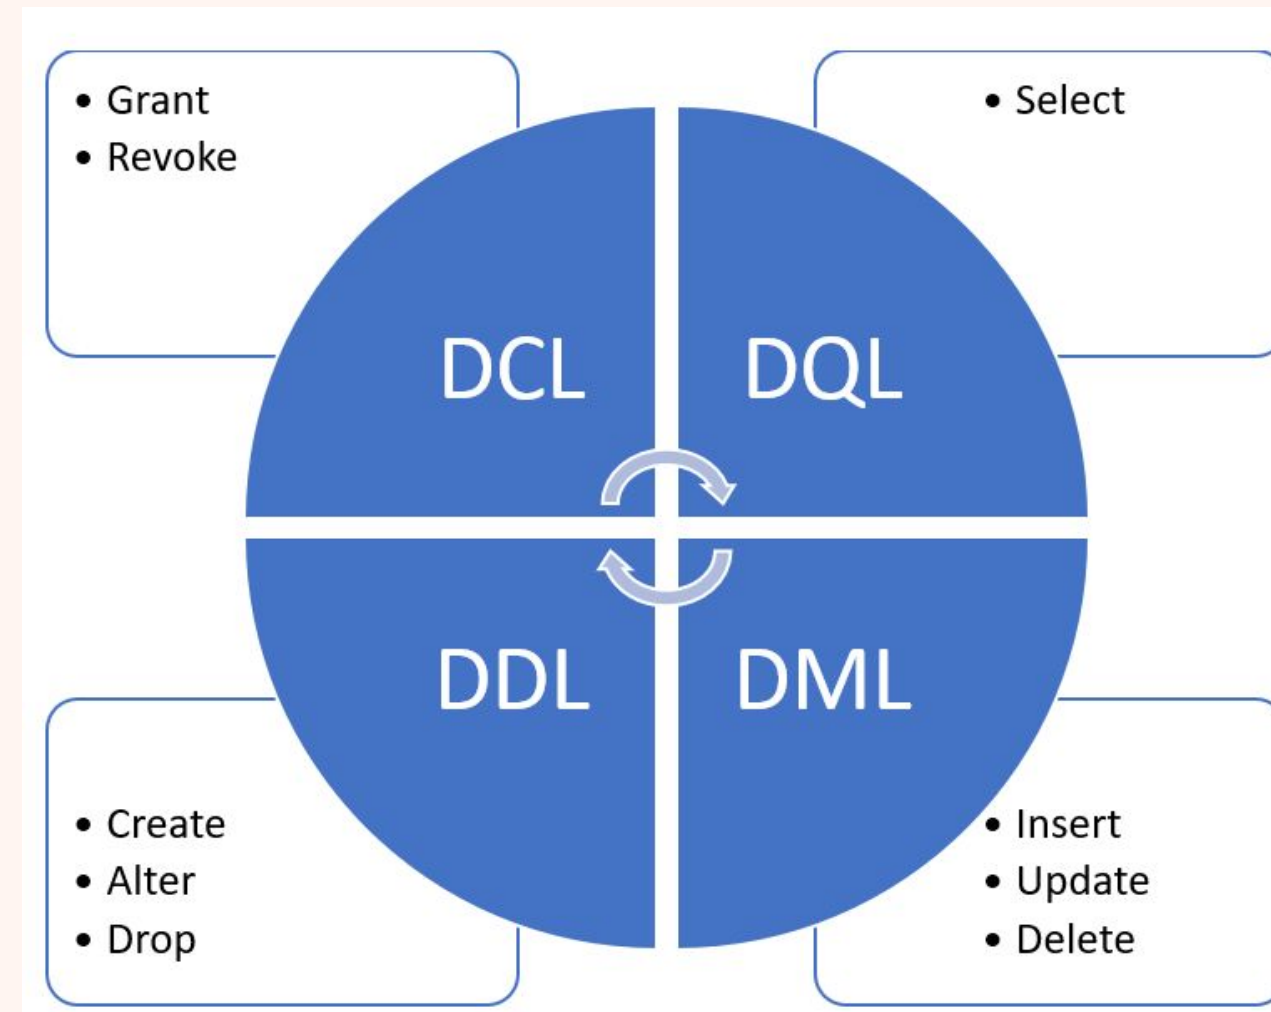 • Grant
• Revoke
• Select
DCL
DQL
DDL
DML
• Create
• Alter
• Drop
• Insert
• Update
• Delete